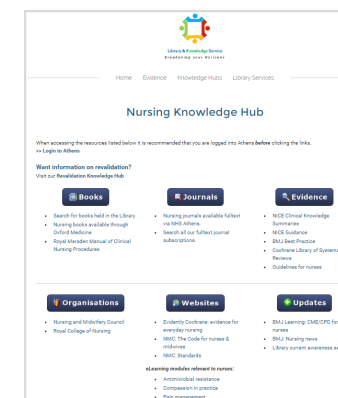 Library & Knowledge Service
Broadening your Horizons
Home Evidence Knowledge Hubs Library Services
Nursing Knowledge Hub
When accessing the resources listed below it is recommended that you are logged into Athens before clicking the links.
>> Login to Athens
Want information on revalidation?
Visit our Revalidation Knowledge Hub
Books
Search for books held in the Library
Nursing books available through
Oxford Medicine
Royal Marsden Manual of Clinical
Nursing Procedures
Journals
Nursing journals available fulltext
via NHS Athens.
Search all our fulltext journal
subscriptions.
Evidence
NICE Clinical Knowledge
Summaries
NICE Guidance
BMJ Best Practice
Cochrane Library of Systema
Reviews
Guidelines for nurses
Organisations
Nursing and Midwifery Council
Royal College of Nursing
Websites
Evidently Cochrane: evidence for
everyday nursing
NMC: The Code for nurses &
midwives
NMC: Standards
eLearning modules relevant to nurses:
Antimicrobial resistance
Compassion in practice
Pain management
Updates
BMJ Learning: CME/CPD for
nurses
BMJ: Nursing news
Library current awareness se